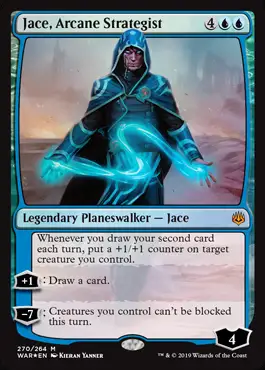 Jace, Arcane Strategist 4
Legendary Planeswalker — Jace
Whenever you draw your second card
each turn, put a +1/+1 counter on target
creature you control.
+1 : Draw a card.
-7 : Creatures you control can't be blocked
this turn.
4
270/264 M
WAR EN KIERAN YANNER
™ & © 2019 Wizards of the Coast